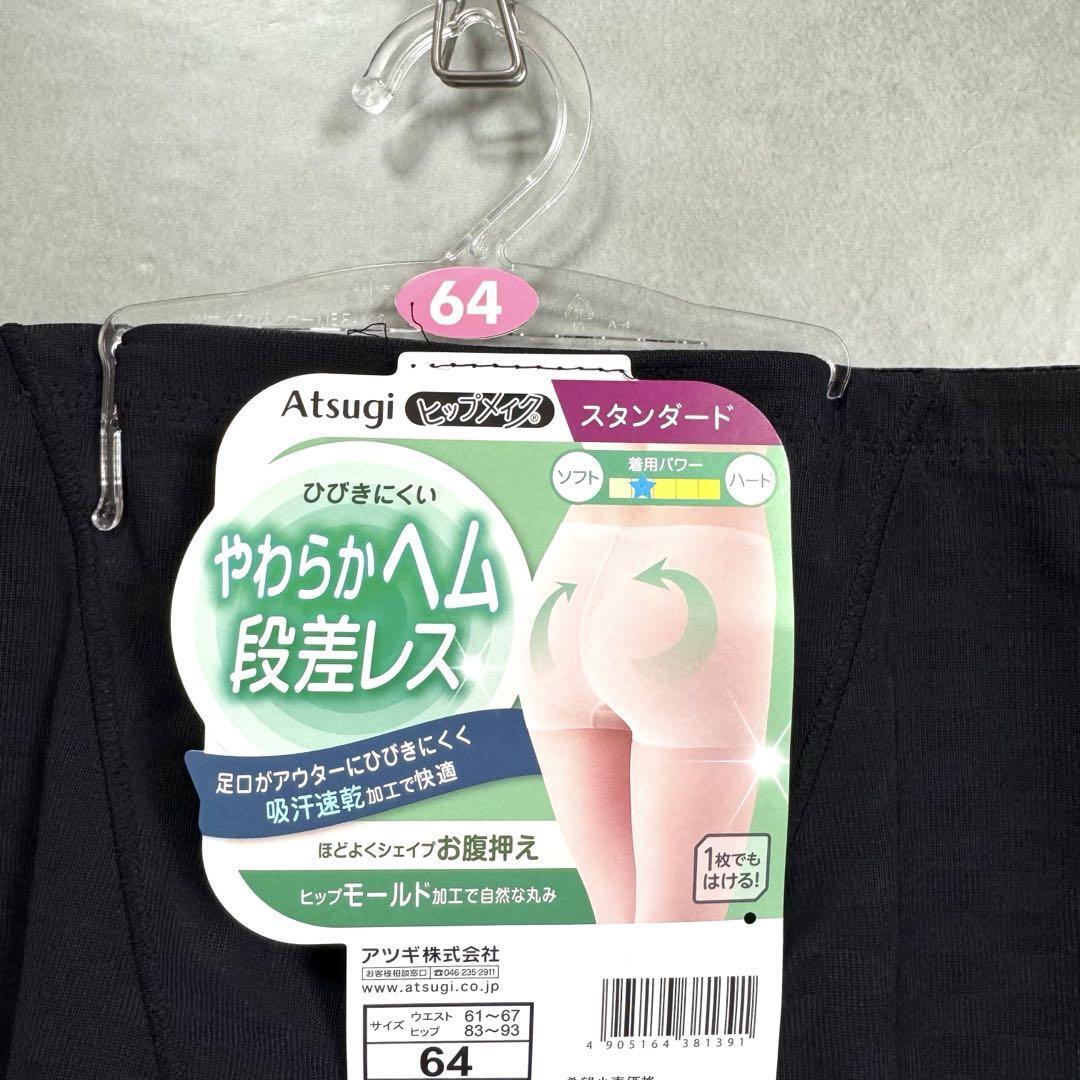 64
Atsugi ヒップメイク®
スタンダード
ソフト
着用パワー
ハード
ひびきにくい
やわらかヘム
段差レス
足口がアウターにひびきにくく
吸汗速乾加工で快適
ほどよくシェイプお腹押え
ヒップモールド加工で自然な丸み
1枚でも
はける!
アツギ株式会社
お客様相談窓口 ☎046-235-2911
www.atsugi.co.jp
サイズ ウエスト 61〜67
ヒップ 83〜93
64
4 905164 381391
希望小売価格